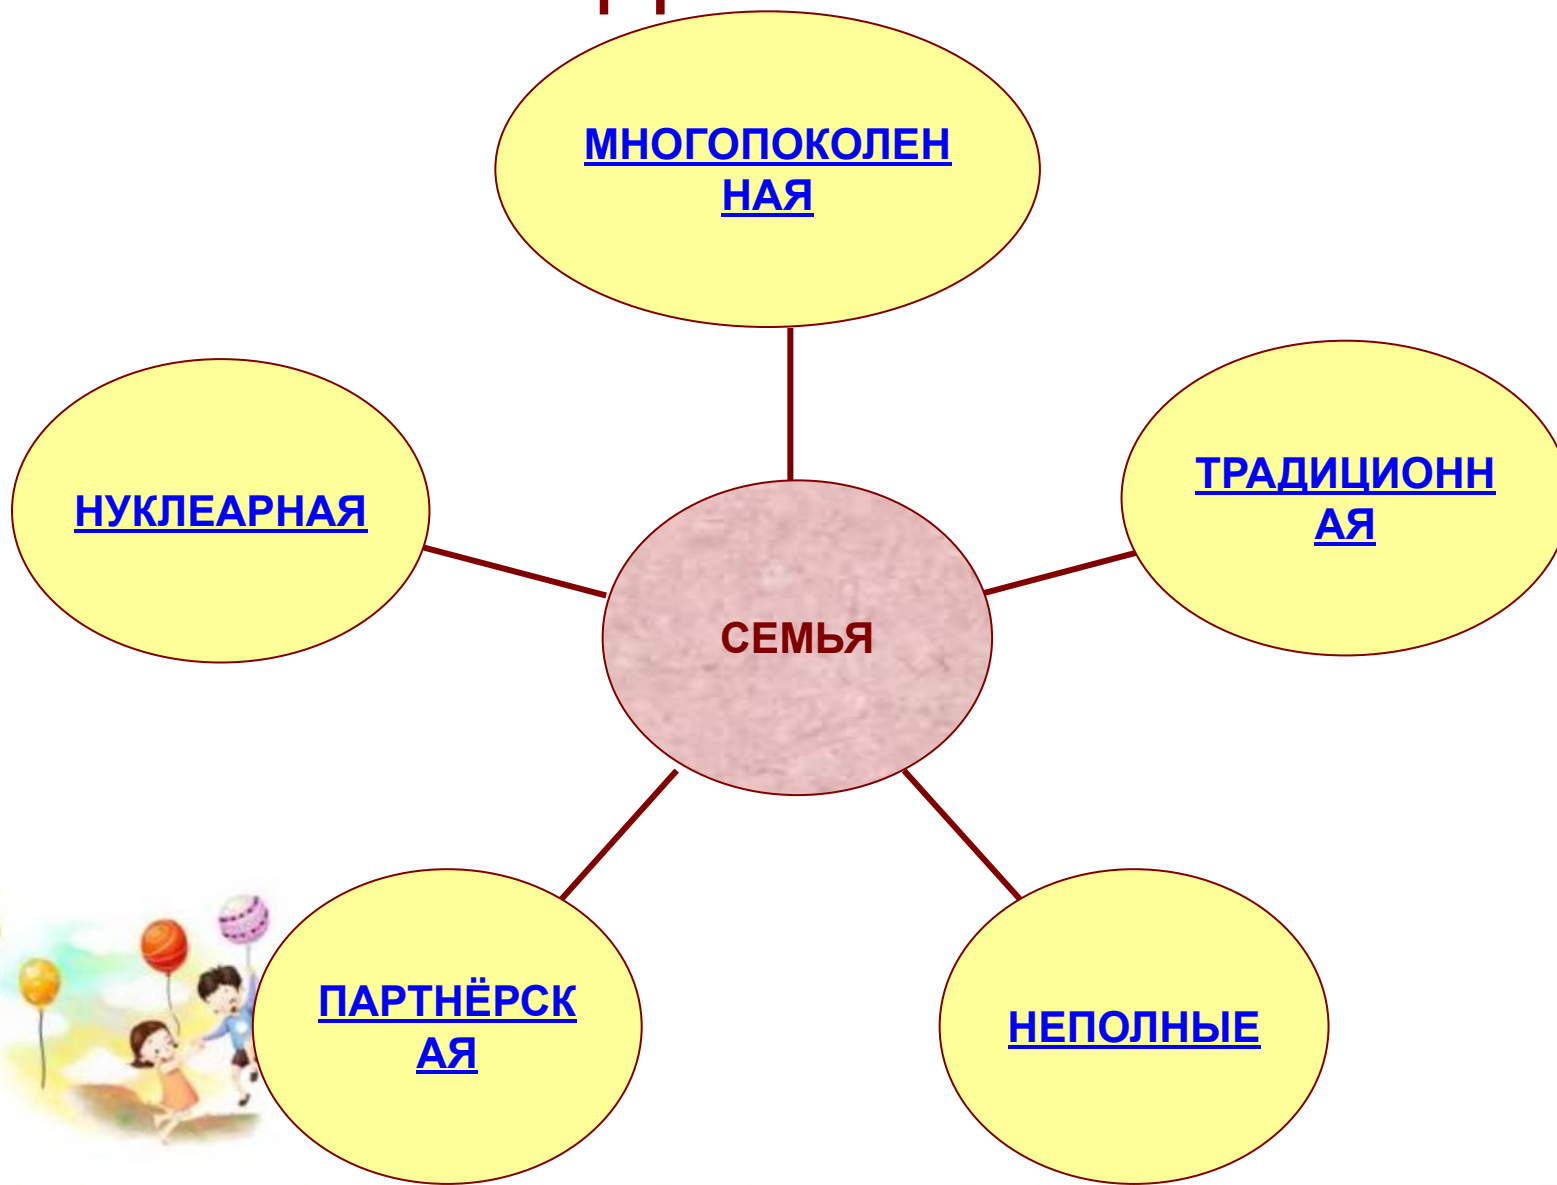 МНОГОПОКОЛЕН
НАЯ
НУКЛЕАРНАЯ
ТРАДИЦИОНН
АЯ
СЕМЬЯ
ПАРТНЁРСК
АЯ
НЕПОЛНЫЕ